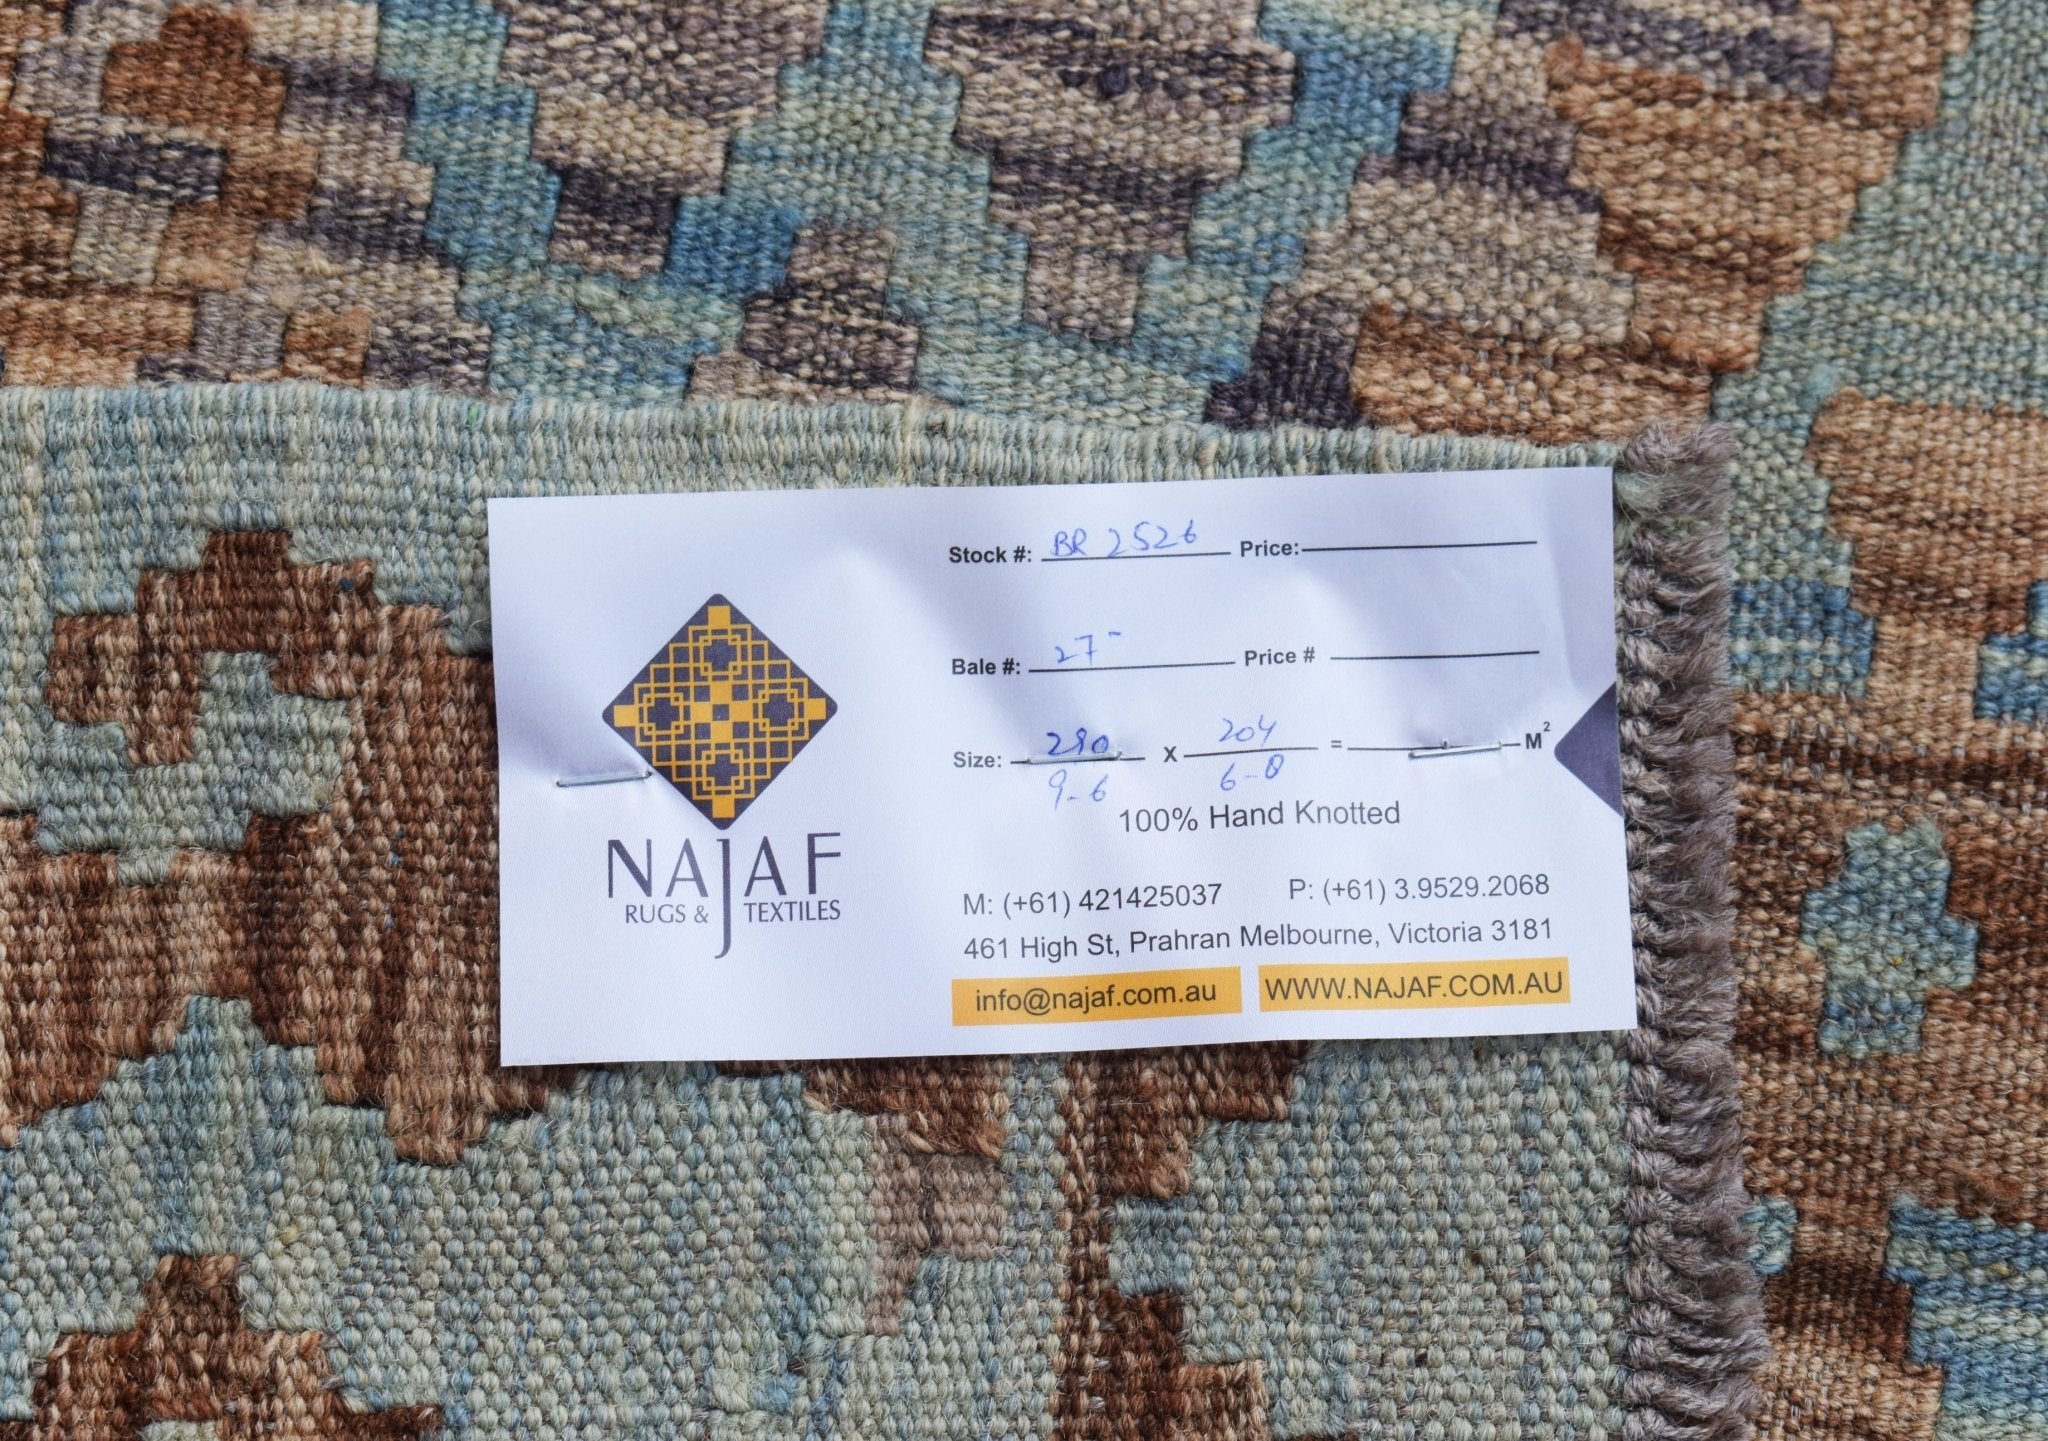 Stock #: BR 2526 Price:
Bale #: 27 Price #
Size: 290 X 204 = M²
9-6 6-8
100% Hand Knotted
NAJAF
RUGS & TEXTILES
M: (+61) 421425037 P: (+61) 3.9529.2068
461 High St, Prahran Melbourne, Victoria 3181
info@najaf.com.au WWW.NAJAF.COM.AU